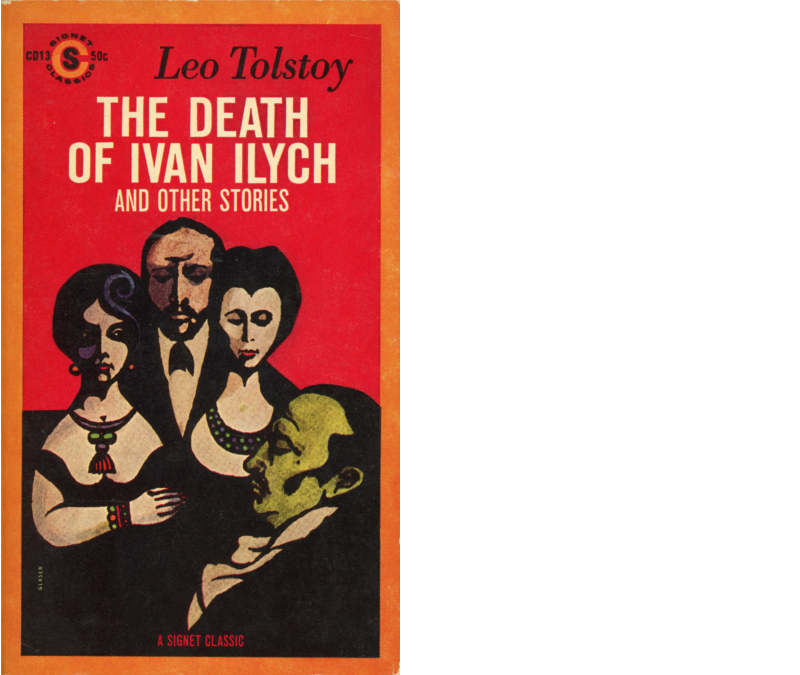 SIGNET
CD13 S 50c
CLASSICS
Leo Tolstoy
THE DEATH
OF IVAN ILYCH
AND OTHER STORIES
GLASER
A SIGNET CLASSIC